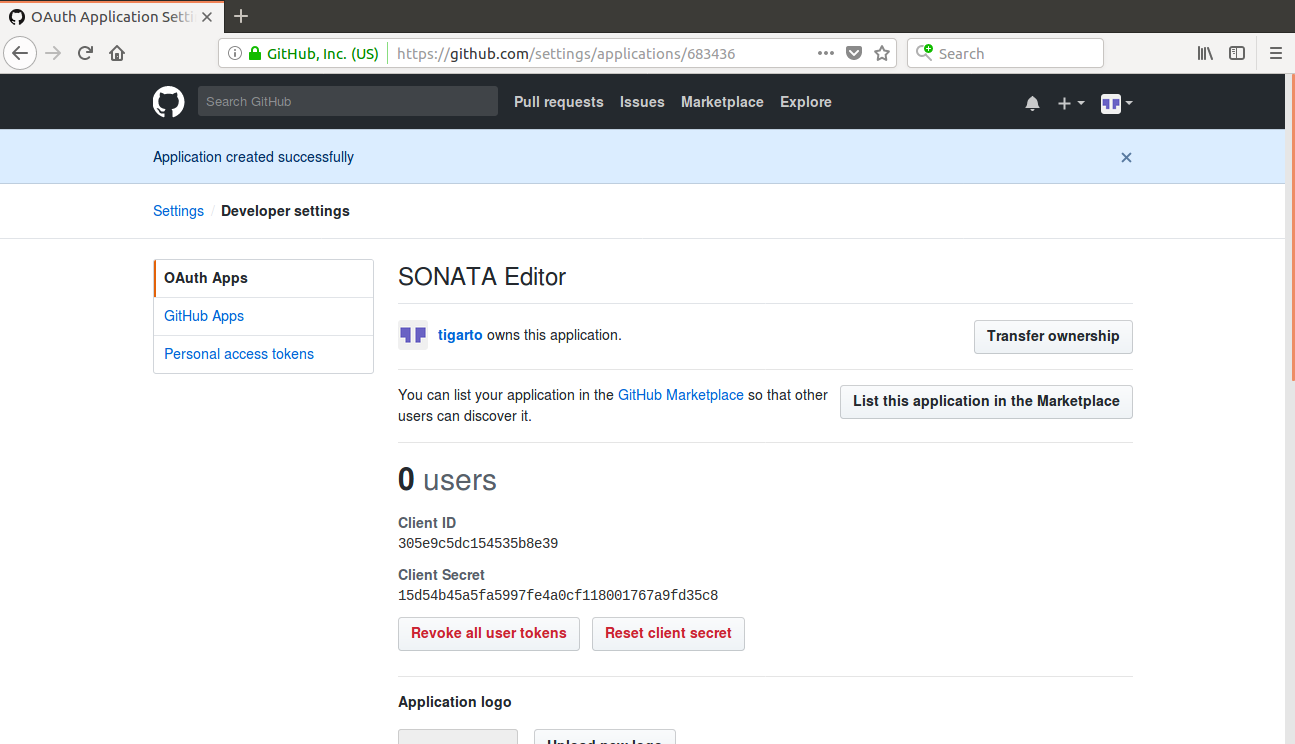 OAuth Application Setti
GitHub, Inc. (US) https://github.com/settings/applications/683436
Search
Search GitHub
Pull requests Issues Marketplace Explore
Application created successfully
Settings / Developer settings
OAuth Apps
GitHub Apps
Personal access tokens
SONATA Editor
tigarto owns this application.
Transfer ownership
You can list your application in the GitHub Marketplace so that other
users can discover it.
List this application in the Marketplace
0 users
Client ID
305e9c5dc154535b8e39
Client Secret
15d54b45a5fa5997fe4a0cf118001767a9fd35c8
Revoke all user tokens Reset client secret
Application logo
Upload new logo